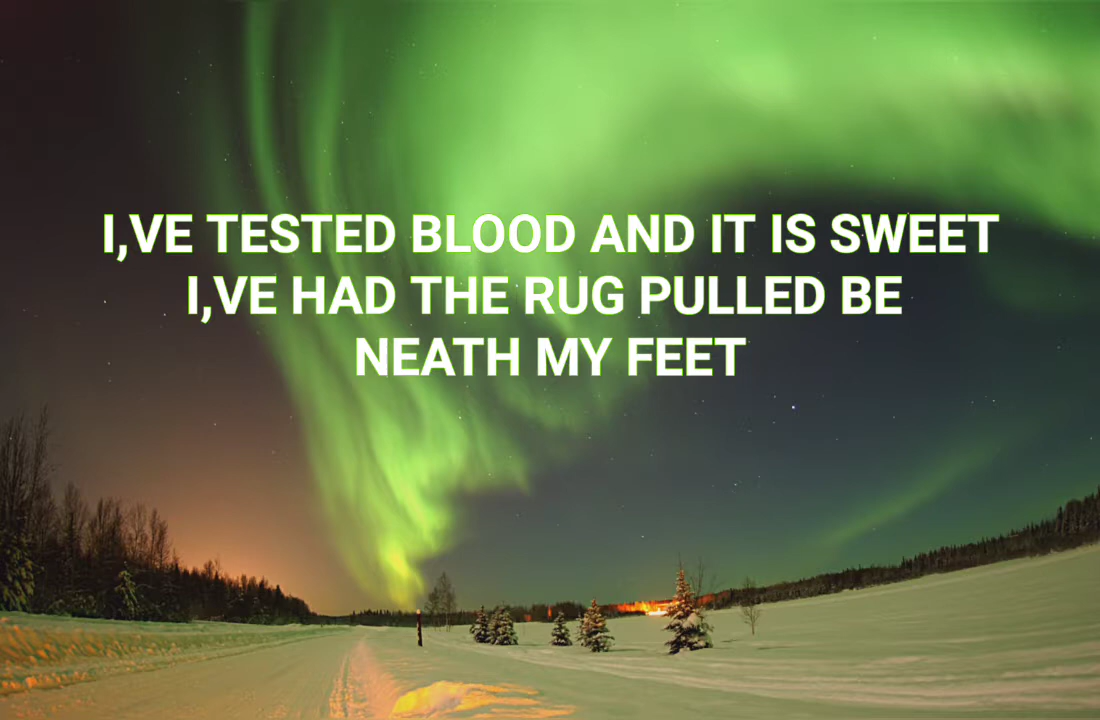 I,VE TESTED BLOOD AND IT IS SWEET
I,VE HAD THE RUG PULLED BE
NEATH MY FEET